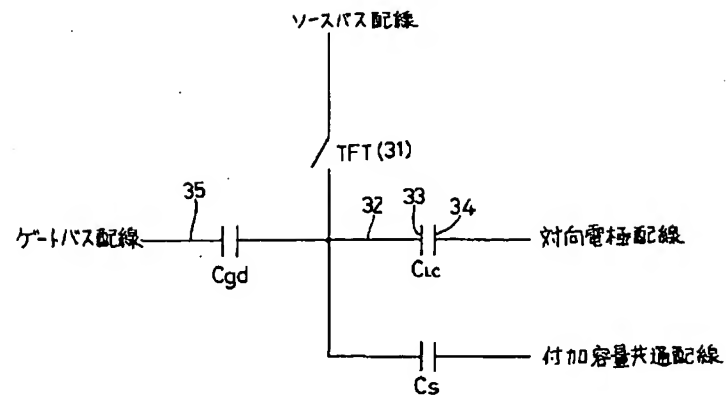 ソースバス配線
TFT(31)
35
32
33
34
ゲートバス配線
対向電極配線
Cgd
CLC
付加容量共通配線
Cs